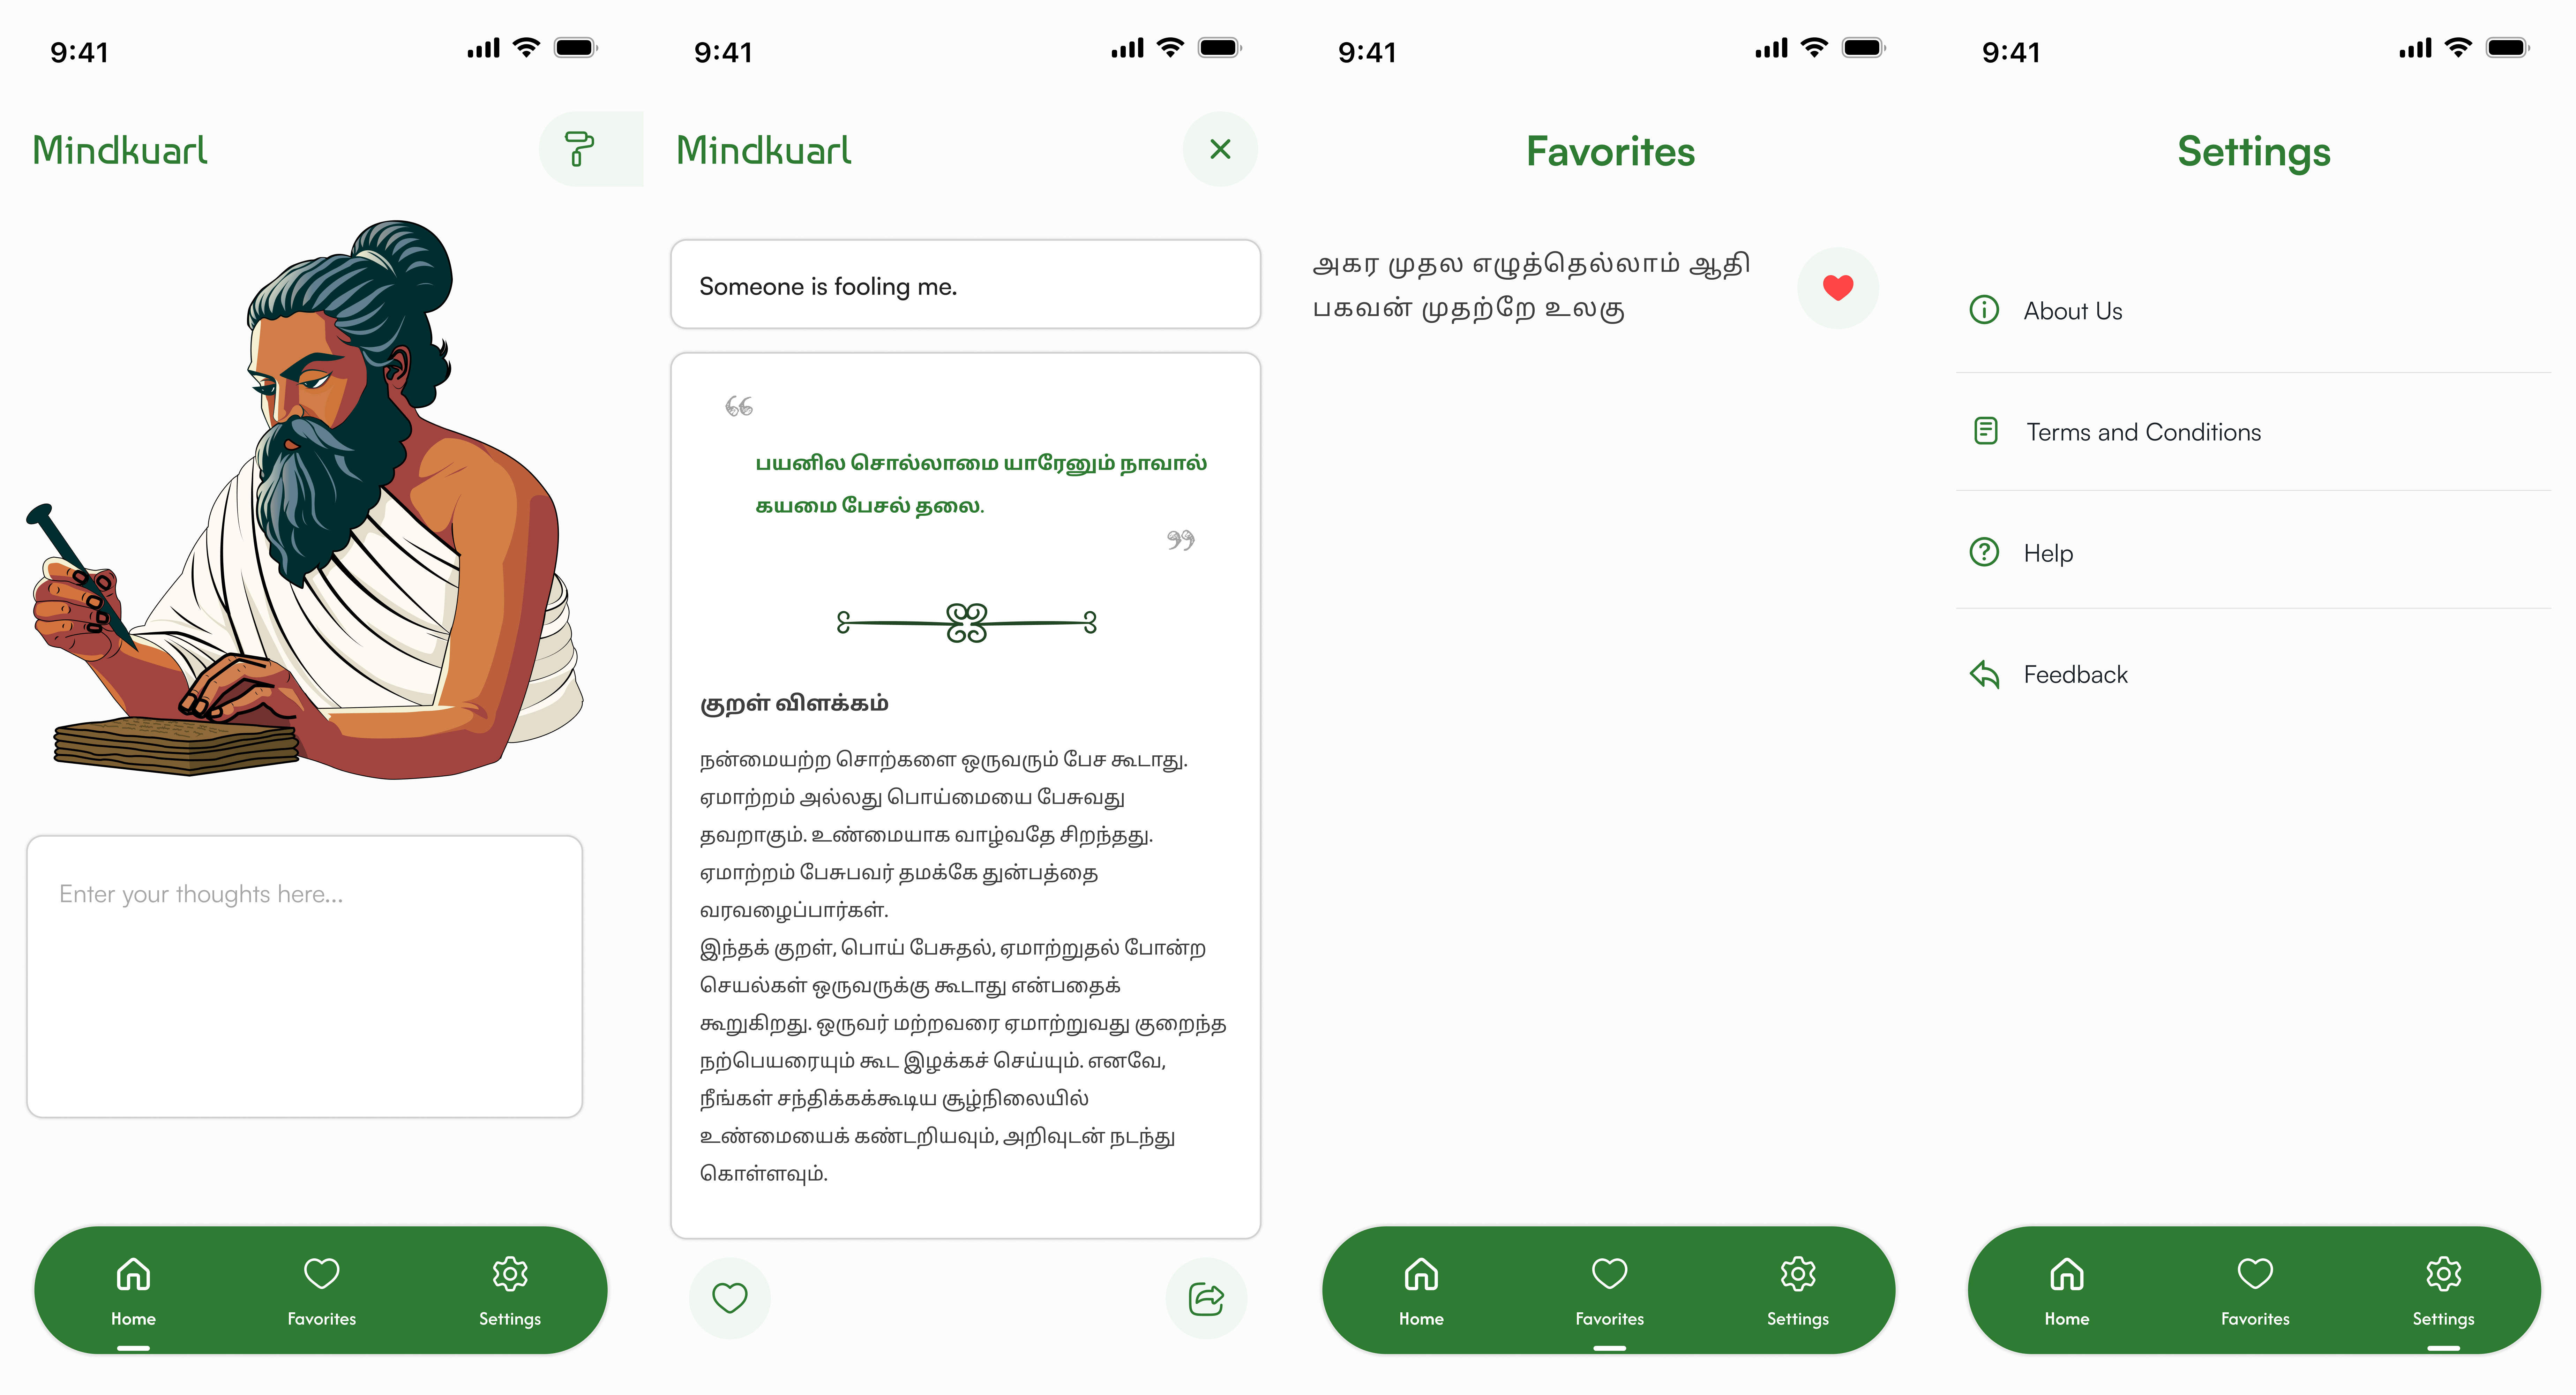 9:41
Mindkuarl
Enter your thoughts here...
Home
Favorites
Settings
9:41
Mindkuarl
Someone is fooling me.
“
பயனில சொல்லாமை யாரேனும் நாவால்
கயமை பேசல் தலை.
”
குறள் விளக்கம்
நன்மையற்ற சொற்களை ஒருவரும் பேச கூடாது.
ஏமாற்றம் அல்லது பொய்மையை பேசுவது
தவறாகும். உண்மையாக வாழ்வதே சிறந்தது.
ஏமாற்றம் பேசுபவர் தமக்கே துன்பத்தை
வரவழைப்பார்கள்.
இந்தக் குறள், பொய் பேசுதல், ஏமாற்றுதல் போன்ற
செயல்கள் ஒருவருக்கு கூடாது என்பதைக்
கூறுகிறது. ஒருவர் மற்றவரை ஏமாற்றுவது குறைந்த
நற்பெயரையும் கூட இழக்கச் செய்யும். எனவே,
நீங்கள் சந்திக்கக்கூடிய சூழ்நிலையில்
உண்மையைக் கண்டறியவும், அறிவுடன் நடந்து
கொள்ளவும்.
9:41
Favorites
அகர முதல எழுத்தெல்லாம் ஆதி
பகவன் முதற்றே உலகு
Home
Favorites
Settings
9:41
Settings
About Us
Terms and Conditions
Help
Feedback
Home
Favorites
Settings